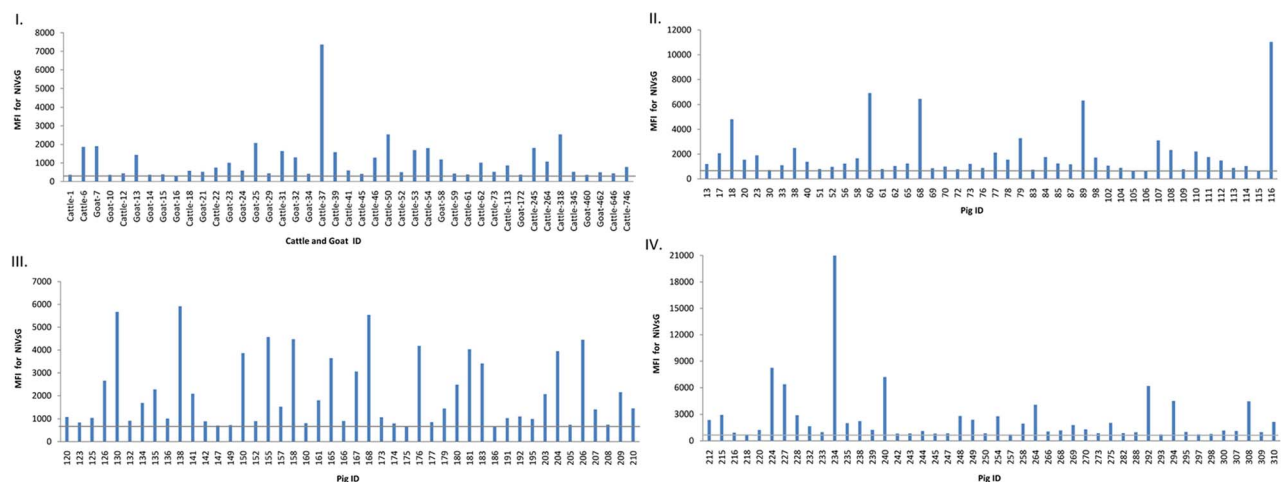 I.
MFI for NiVsG
8000
7000
6000
5000
4000
3000
2000
1000
0
Cattle-1 Cattle-6 Goat-7 Goat-10 Cattle-12 Goat-13 Goat-14 Goat-15 Goat-16 Cattle-18 Goat-21 Cattle-22 Goat-23 Goat-24 Goat-25 Goat-29 Cattle-31 Cattle-32 Goat-34 Cattle-37 Cattle-39 Cattle-41 Cattle-45 Cattle-46 Cattle-50 Cattle-52 Cattle-53 Cattle-54 Goat-58 Cattle-59 Cattle-61 Cattle-62 Cattle-73 Cattle-113 Goat-172 Cattle-245 Cattle-264 Cattle-318 Cattle-345 Goat-460 Goat-462 Cattle-646 Cattle-746
Cattle and Goat ID
II.
MFI for NiVsG
12000
10000
8000
6000
4000
2000
0
13 17 18 20 23 30 33 38 40 51 52 56 58 60 61 62 65 68 69 70 72 73 76 77 78 79 83 84 85 87 89 98 102 104 105 106 107 108 109 110 111 112 113 114 115 116
Pig ID
III.
MFI for NiVsG
7000
6000
5000
4000
3000
2000
1000
0
120 123 125 126 130 132 134 135 136 138 141 142 147 149 150 152 155 157 158 160 161 165 166 167 168 173 174 175 176 177 179 180 181 183 186 191 192 195 203 204 205 206 207 208 209 210
Pig ID
IV.
MFI for NiVsG
21000
18000
15000
12000
9000
6000
3000
0
212 215 216 218 220 224 227 228 232 233 234 235 238 239 240 242 243 244 245 247 248 249 250 254 257 258 264 266 268 269 270 273 275 282 288 292 293 294 295 297 298 300 307 308 309 310
Pig ID